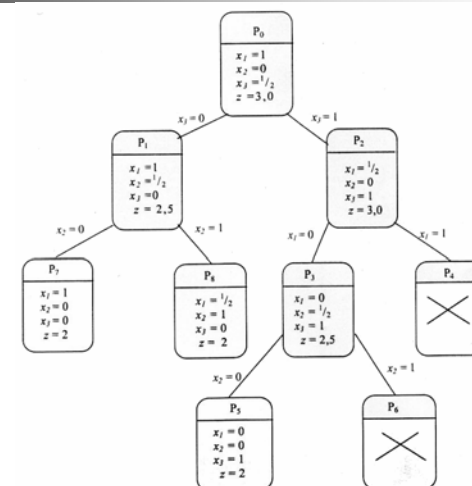 P₀
x₁ = 1
x₂ = 0
x₃ = ¹/₂
z = 3,0
x₃ = 0
x₃ = 1
P₁
x₁ = 1
x₂ = ¹/₂
x₃ = 0
z = 2,5
P₂
x₁ = ¹/₂
x₂ = 0
x₃ = 1
z = 3,0
x₂ = 0
x₂ = 1
x₁ = 0
x₁ = 1
P₇
x₁ = 1
x₂ = 0
x₃ = 0
z = 2
P₈
x₁ = ¹/₂
x₂ = 1
x₃ = 0
z = 2
P₃
x₁ = 0
x₂ = ¹/₂
x₃ = 1
z = 2,5
P₄
x₂ = 0
x₂ = 1
P₅
x₁ = 0
x₂ = 0
x₃ = 1
z = 2
P₆